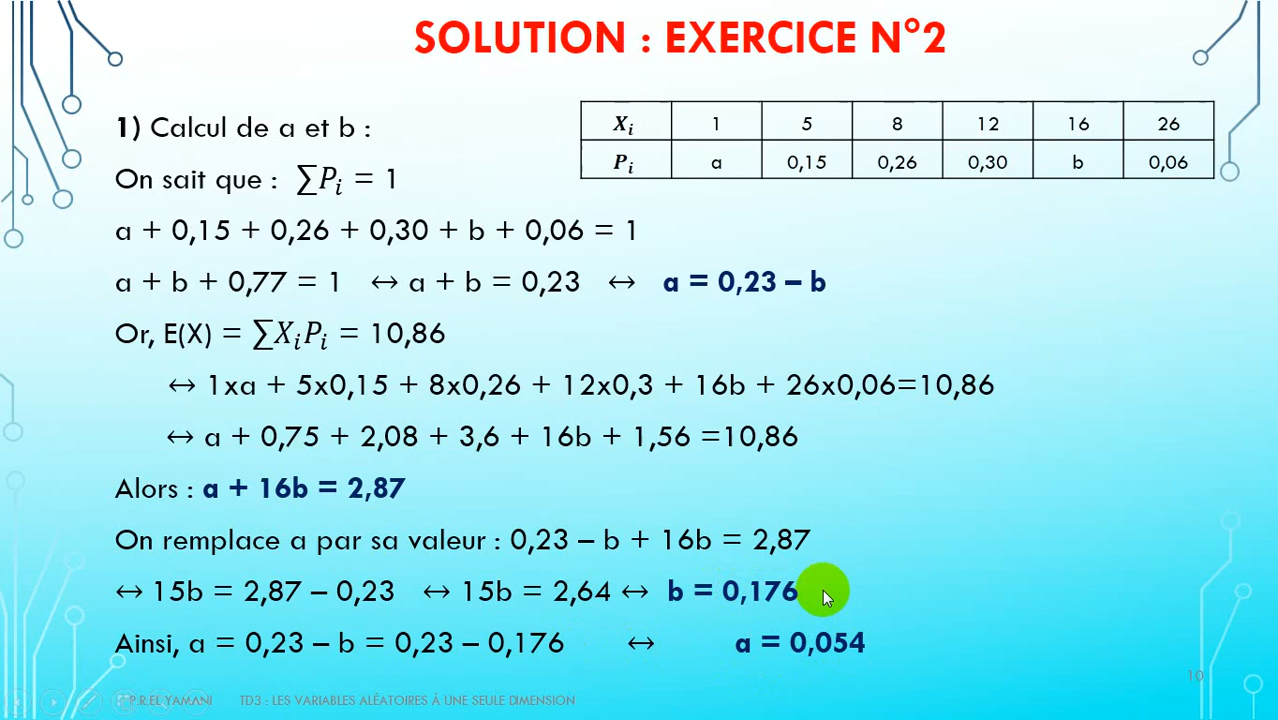 SOLUTION : EXERCICE N°2
1) Calcul de a et b :
Xi 1 5 8 12 16 26
Pi a 0,15 0,26 0,30 b 0,06
On sait que : ∑Pi = 1
a + 0,15 + 0,26 + 0,30 + b + 0,06 = 1
a + b + 0,77 = 1 ↔ a + b = 0,23 ↔ a = 0,23 – b
Or, E(X) = ∑XiPi = 10,86
↔ 1xa + 5x0,15 + 8x0,26 + 12x0,3 + 16b + 26x0,06=10,86
↔ a + 0,75 + 2,08 + 3,6 + 16b + 1,56 =10,86
Alors : a + 16b = 2,87
On remplace a par sa valeur : 0,23 – b + 16b = 2,87
↔ 15b = 2,87 – 0,23 ↔ 15b = 2,64 ↔ b = 0,176
Ainsi, a = 0,23 – b = 0,23 – 0,176 ↔ a = 0,054
10
P.R.EL YAMANI TD3 : LES VARIABLES ALÉATOIRES À UNE SEULE DIMENSION